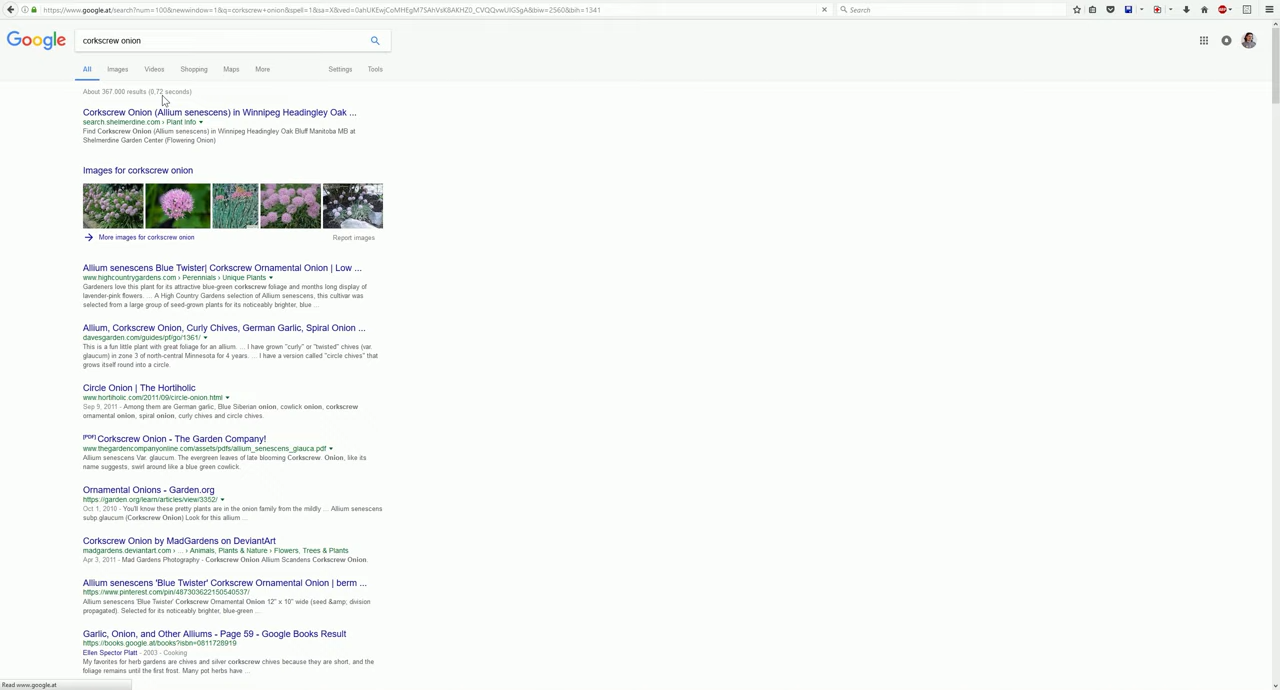 https://www.google.at/search?num=100&newwindow=1&q=corkscrew+onion&spell=1&sa=X&ved=0ahUKEwjCoMHEgM7SAhVsK8AKHZ0_CVQQvwUIGSgA&biw=2560&bih=1341
Search
Google
corkscrew onion
All Images Videos Shopping Maps More Settings Tools
About 367.000 results (0,72 seconds)
Corkscrew Onion (Allium senescens) in Winnipeg Headingley Oak ...
search.shelmerdine.com › Plant Info
Find Corkscrew Onion (Allium senescens) in Winnipeg Headingley Oak Bluff Manitoba MB at
Shelmerdine Garden Center (Flowering Onion)
Images for corkscrew onion
More images for corkscrew onion Report images
Allium senescens Blue Twister| Corkscrew Ornamental Onion | Low ...
www.highcountrygardens.com › Perennials › Unique Plants
Gardeners love this plant for its attractive blue-green corkscrew foliage and months long display of
lavender-pink flowers. ... A High Country Gardens selection of Allium senescens, this cultivar was
selected from a large group of seed-grown plants for its noticeably brighter, blue ...
Allium, Corkscrew Onion, Curly Chives, German Garlic, Spiral Onion ...
davesgarden.com/guides/pf/go/1361/
This is a fun little plant with great foliage for an allium. ... I have grown "curly" or "twisted" chives (var.
glaucum) in zone 3 of north-central Minnesota for 4 years. ... I have a version called "circle chives" that
grows itself round into a circle.
Circle Onion | The Hortiholic
www.hortiholic.com/2011/09/circle-onion.html
Sep 9, 2011 - Among them are German garlic, Blue Siberian onion, cowlick onion, corkscrew
ornamental onion, spiral onion, curly chives and circle chives.
[PDF] Corkscrew Onion - The Garden Company!
www.thegardencompanyonline.com/assets/pdfs/allium_senescens_glauca.pdf
Allium senescens Var. glaucum. The evergreen leaves of late blooming Corkscrew. Onion, like its
name suggests, swirl around like a blue green cowlick.
Ornamental Onions - Garden.org
https://garden.org/learn/articles/view/3352/
Oct 1, 2010 - You'll know these pretty plants are in the onion family from the mildly ... Allium senescens
subp.glaucum (Corkscrew Onion) Look for this allium ...
Corkscrew Onion by MadGardens on DeviantArt
madgardens.deviantart.com › ... › Animals, Plants & Nature › Flowers, Trees & Plants
Apr 3, 2011 - Mad Gardens Photography - Corkscrew Onion Allium Scandens Corkscrew Onion.
Allium senescens 'Blue Twister' Corkscrew Ornamental Onion | berm ...
https://www.pinterest.com/pin/487303622150540537/
Allium senescens 'Blue Twister' Corkscrew Ornamental Onion 12" x 10" wide (seed &amp; division
propagated). Selected for its noticeably brighter, blue-green ...
Garlic, Onion, and Other Alliums - Page 59 - Google Books Result
https://books.google.at/books?isbn=0811728919
Ellen Spector Platt - 2003 - Cooking
My favorites for herb gardens are chives and silver corkscrew chives because they are short, and the
foliage remains until the first frost. Many pot herbs have ...
Read www.google.at